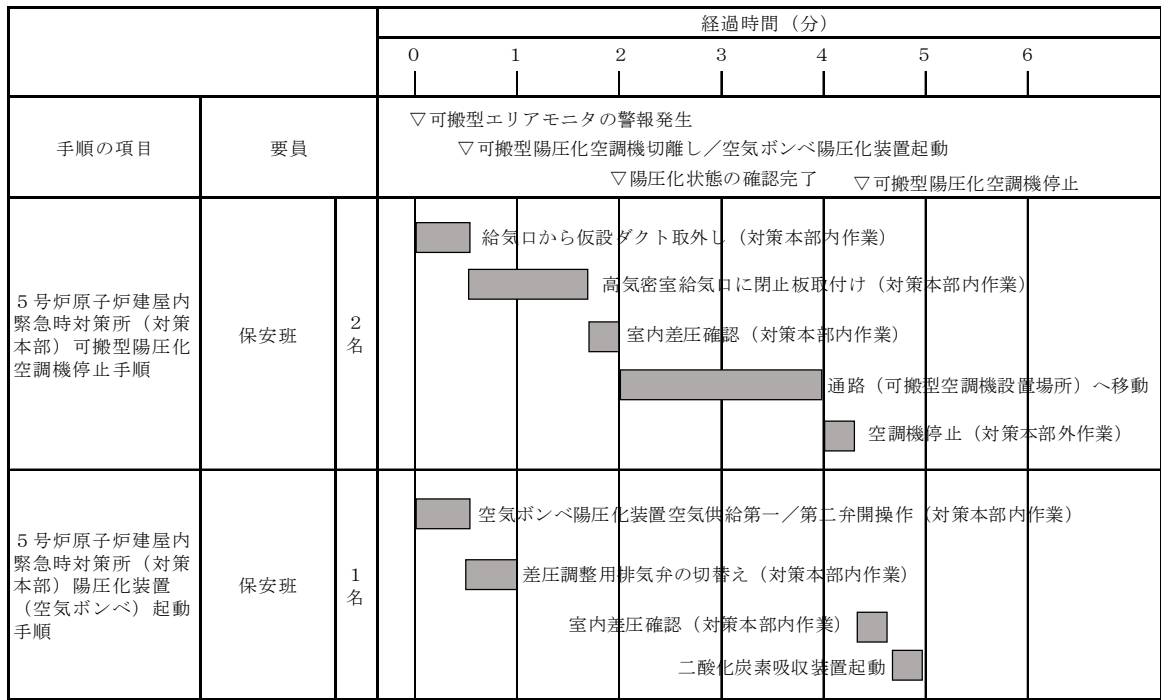 経過時間（分）
0 1 2 3 4 5 6
手順の項目
要員
▽可搬型エリアモニタの警報発生
▽可搬型陽圧化空調機切離し／空気ボンベ陽圧化装置起動
▽陽圧化状態の確認完了
▽可搬型陽圧化空調機停止
５号炉原子炉建屋内
緊急時対策所（対策
本部）可搬型陽圧化
空調機停止手順
保安班
２
名
給気口から仮設ダクト取外し（対策本部内作業）
高気密室給気口に閉止板取付け（対策本部内作業）
室内差圧確認（対策本部内作業）
通路（可搬型空調機設置場所）へ移動
空調機停止（対策本部外作業）
５号炉原子炉建屋内
緊急時対策所（対策
本部）陽圧化装置
（空気ボンベ）起動
手順
保安班
１
名
空気ボンベ陽圧化装置空気供給第一／第二弁開操作（対策本部内作業）
差圧調整用排気弁の切替え（対策本部内作業）
室内差圧確認（対策本部内作業）
二酸化炭素吸収装置起動